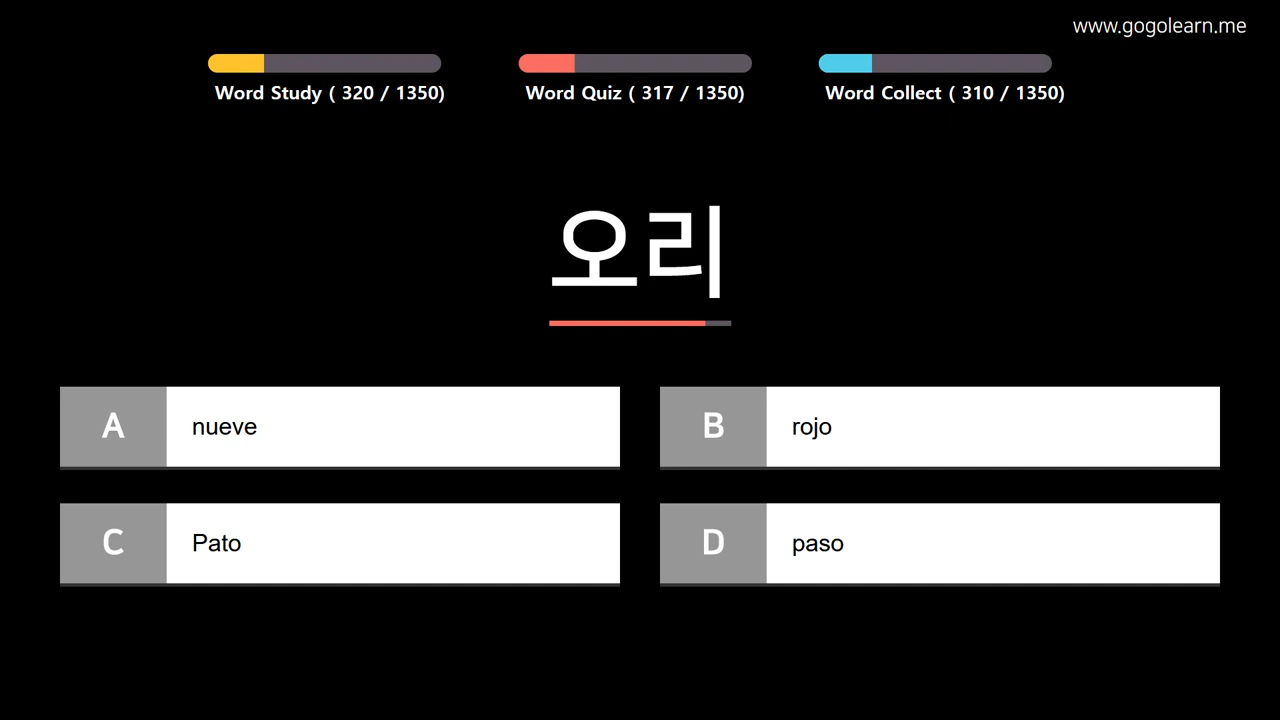 www.gogolearn.me
Word Study ( 320 / 1350)
Word Quiz ( 317 / 1350)
Word Collect ( 310 / 1350)
오리
A nueve
B rojo
C Pato
D paso